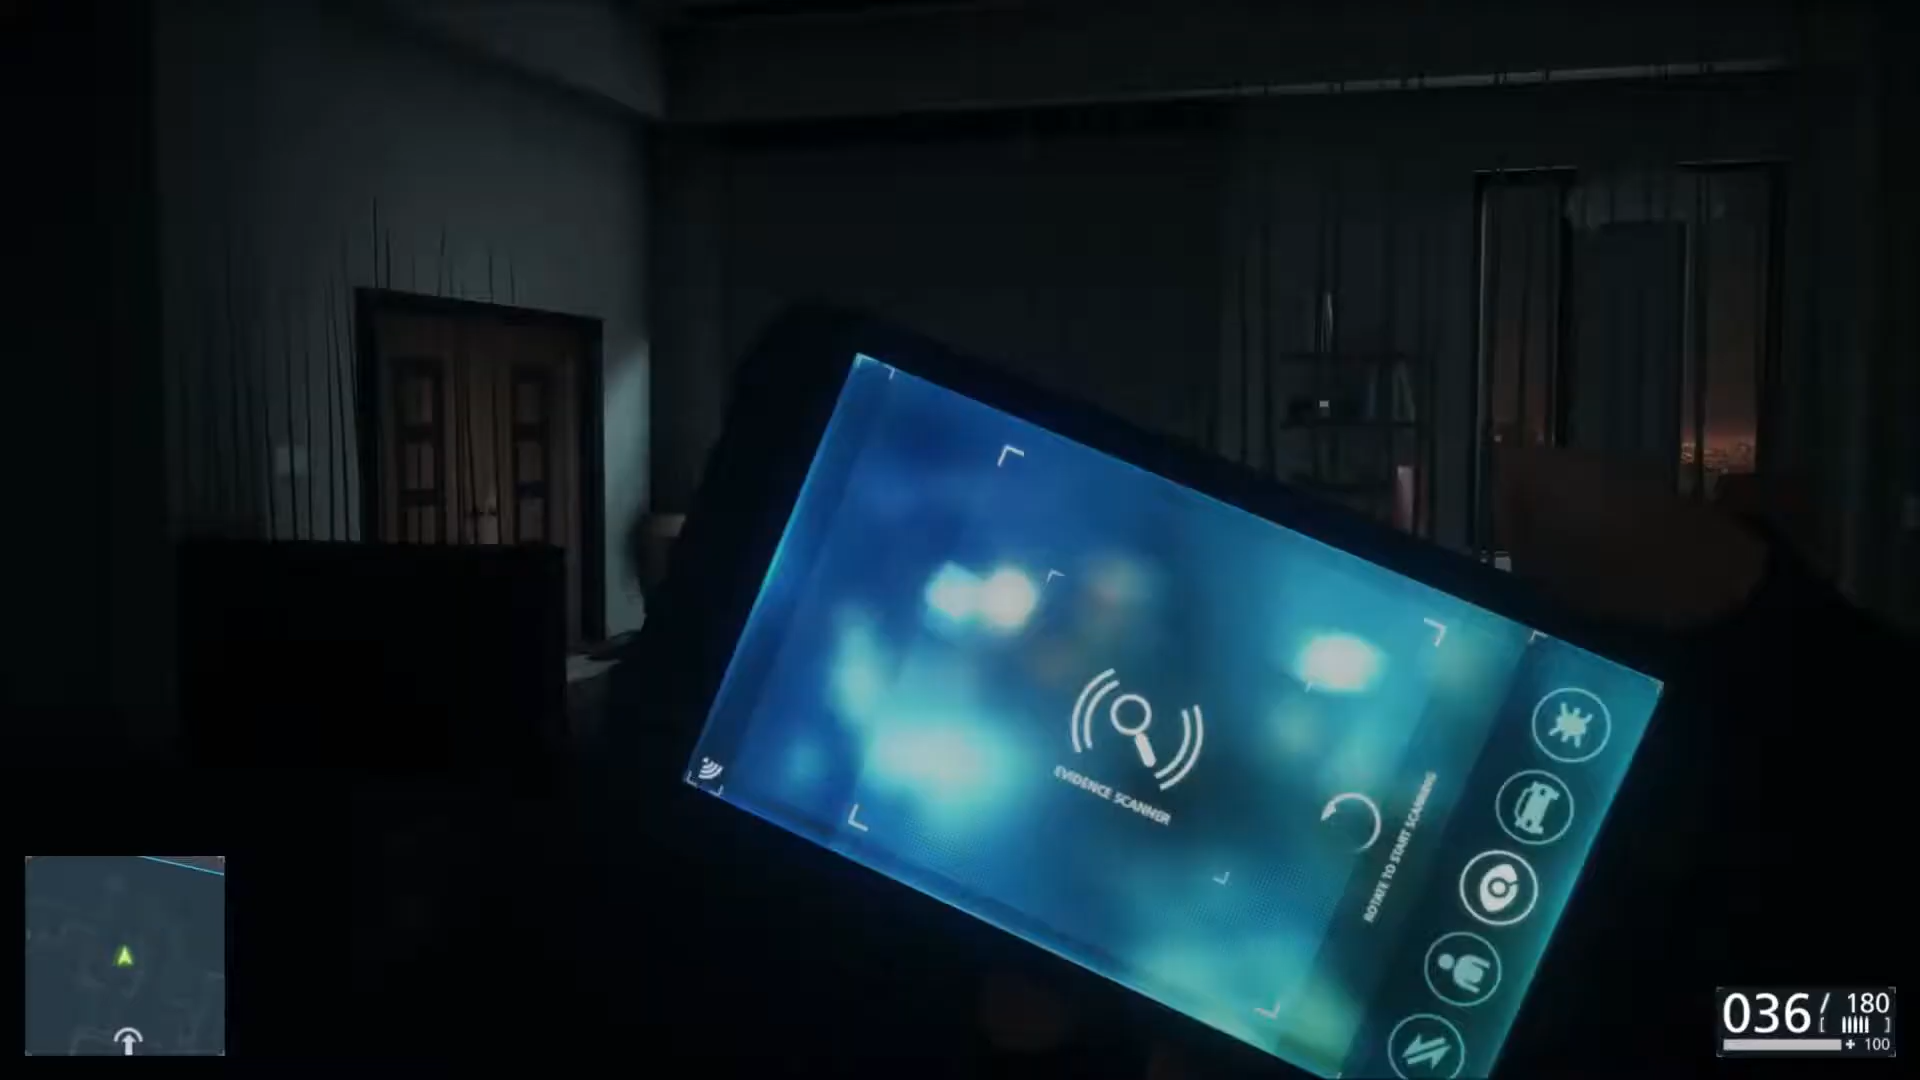 EVIDENCE SCANNER
ROTATE TO START SCANNING
036 / 180
+ 100